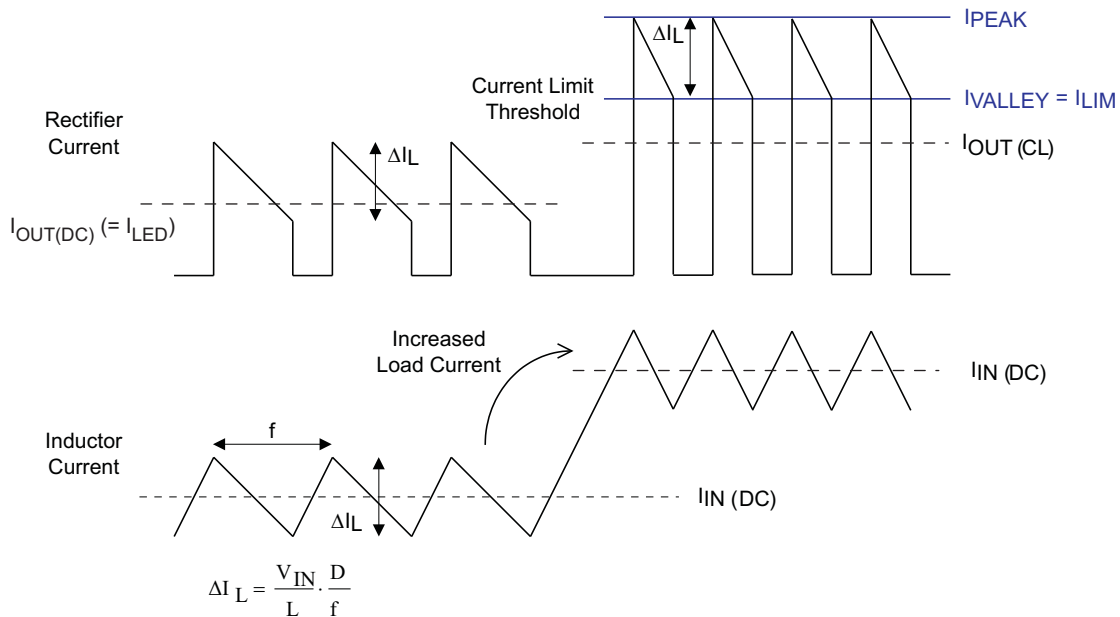 IPEAK
ΔIL
Current Limit
Threshold
IVALLEY = ILIM
Rectifier
Current
IOUT (CL)
ΔIL
IOUT(DC) (= ILED)
Increased
Load Current
IIN (DC)
f
Inductor
Current
IIN (DC)
ΔIL
ΔI L = VIN/L · D/f